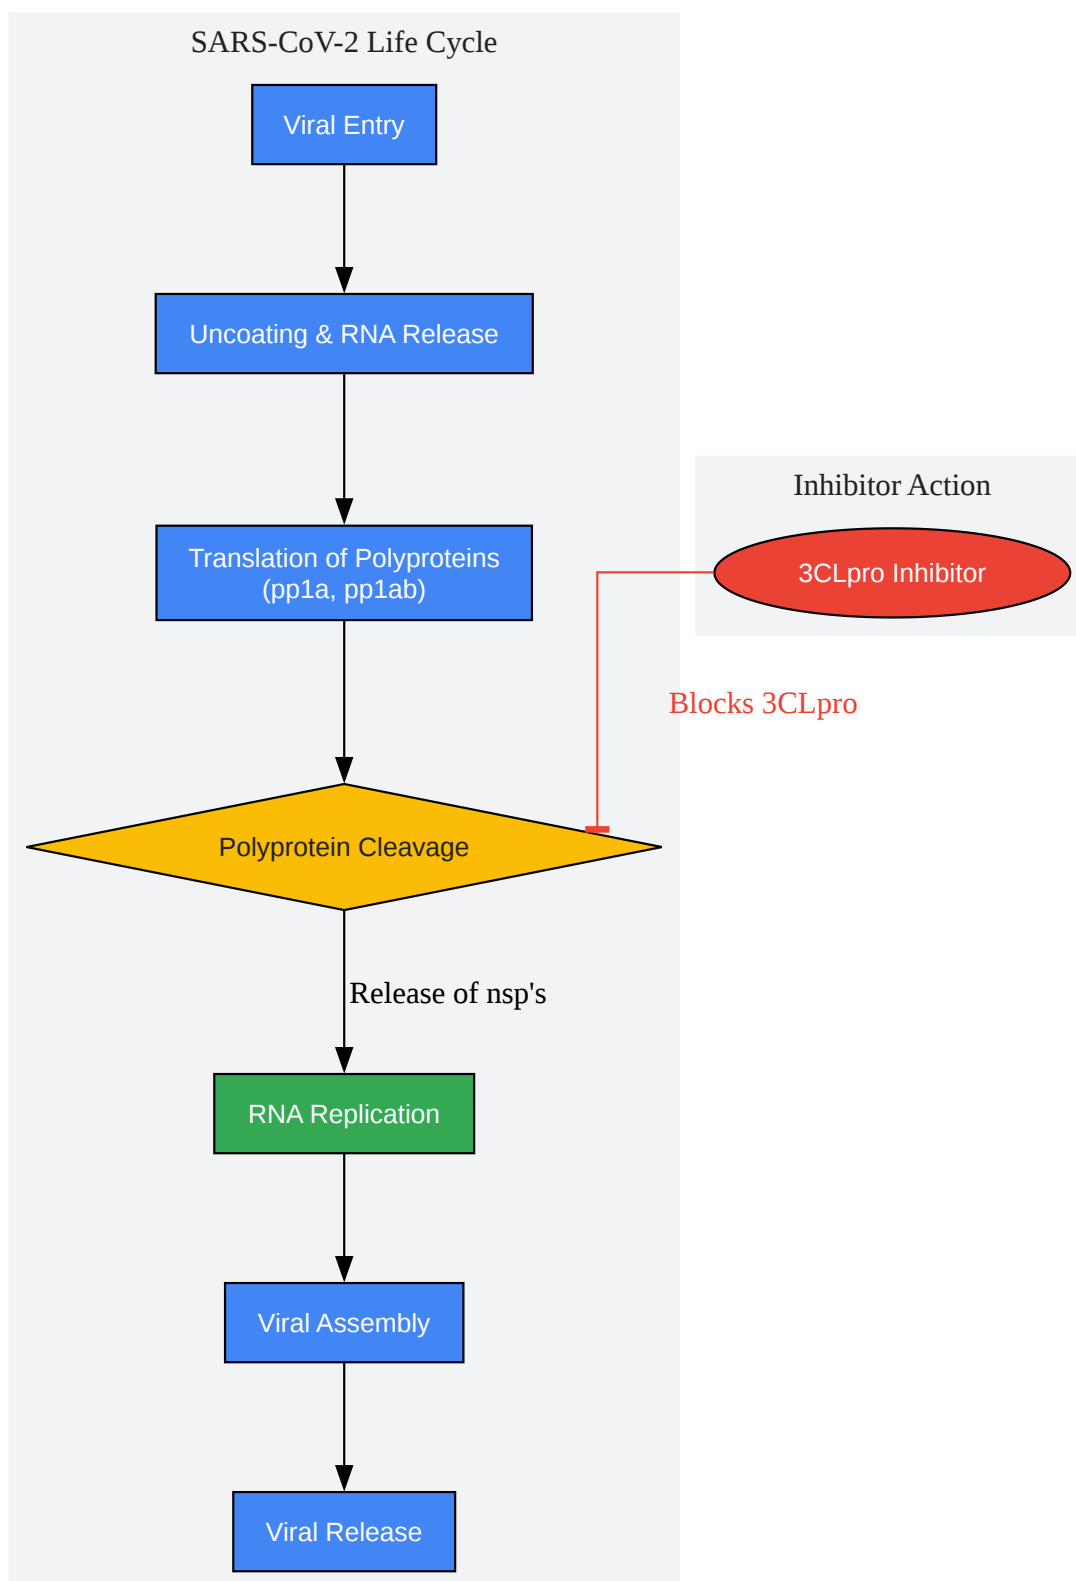 SARS-CoV-2 Life Cycle
Viral Entry
Uncoating & RNA Release
Translation of Polyproteins
(pp1a, pp1ab)
Inhibitor Action
3CLpro Inhibitor
Blocks 3CLpro
Polyprotein Cleavage
Release of nsp's
RNA Replication
Viral Assembly
Viral Release